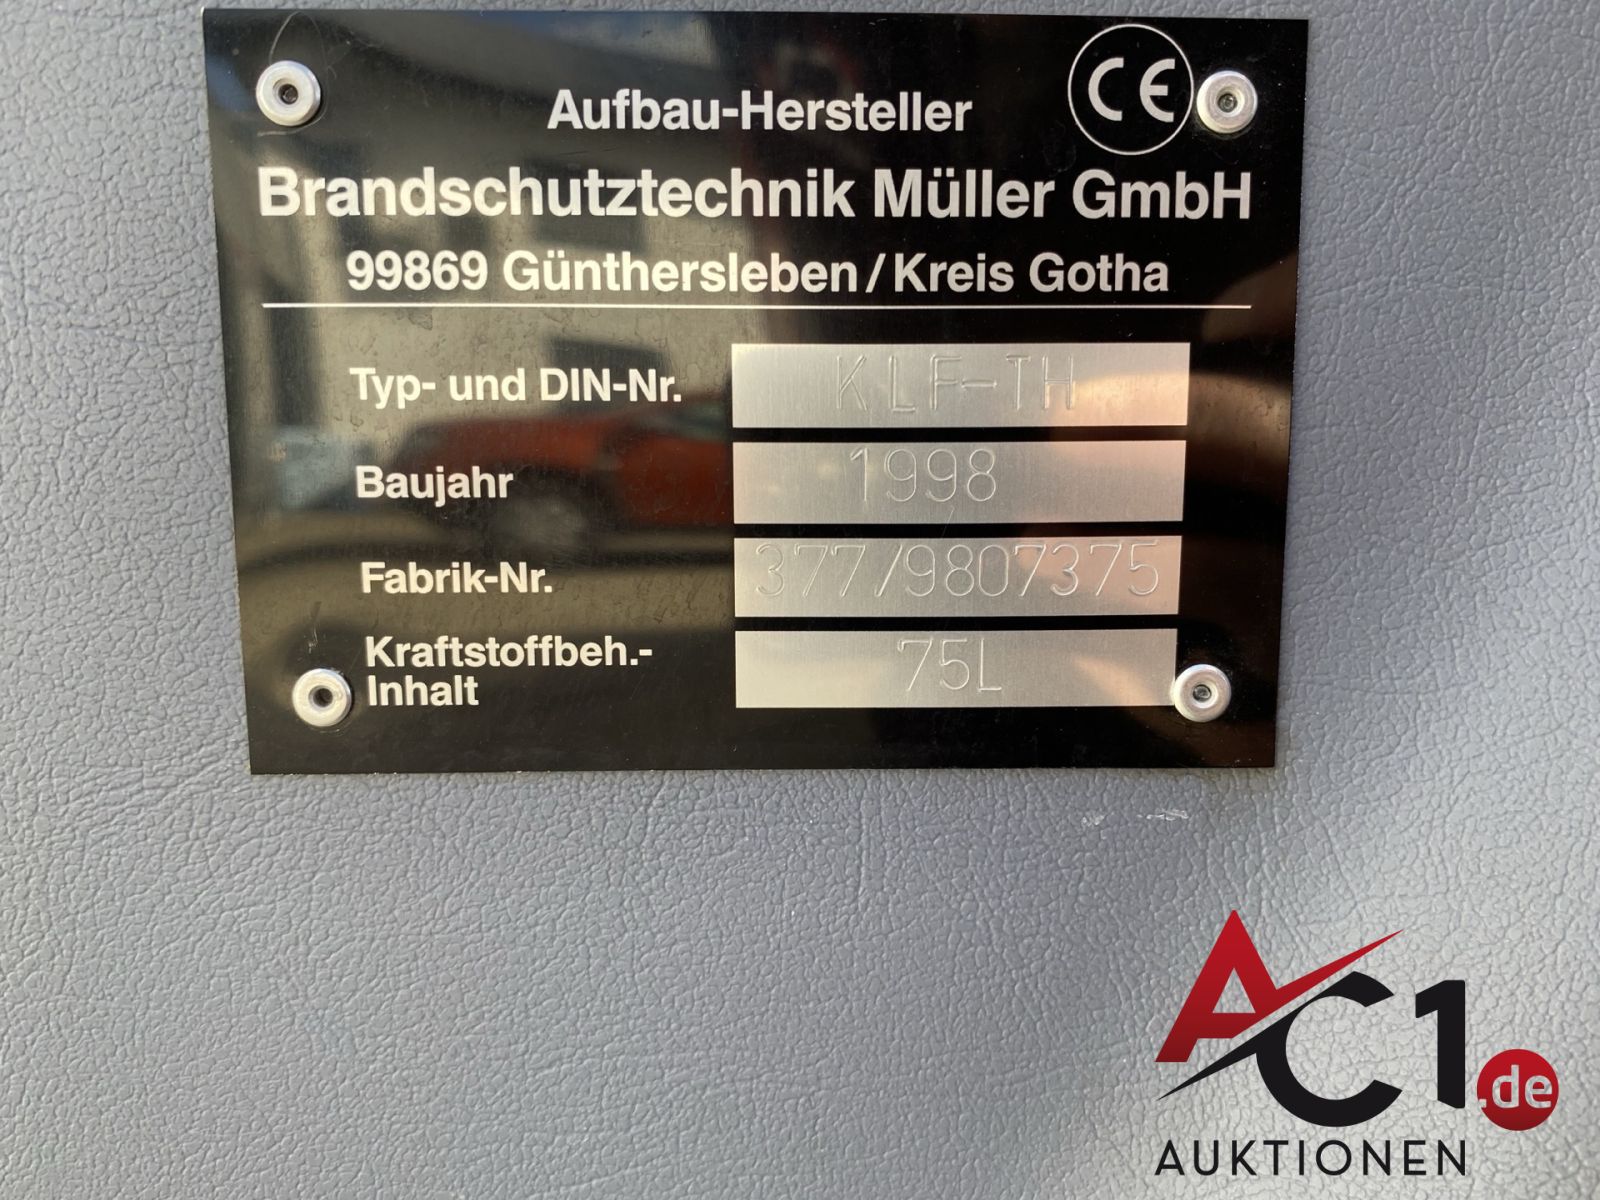 Aufbau-Hersteller
CE
Brandschutztechnik Müller GmbH
99869 Günthersleben/Kreis Gotha
Typ- und DIN-Nr. KLF-TH
Baujahr 1998
Fabrik-Nr. 377/9807375
Kraftstoffbeh.-
Inhalt 75L
AC1.de
AUKTIONEN